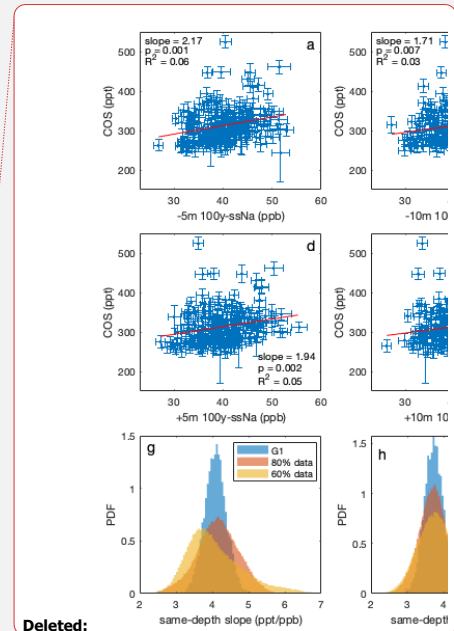 slope = 2.17
p = 0.001
R² = 0.06
a
500
400
300
200
COS (ppt)
30 40 50 60
-5m 100y-ssNa (ppb)
slope = 1.71
p = 0.007
R² = 0.03
500
400
300
200
COS (ppt)
30
-10m 10
d
500
400
300
200
COS (ppt)
slope = 1.94
p = 0.002
R² = 0.05
30 40 50 60
+5m 100y-ssNa (ppb)
500
400
300
200
COS (ppt)
30
+10m 10
g
G1
80% data
60% data
1.5
1
0.5
0
PDF
2 3 4 5 6 7
same-depth slope (ppt/ppb)
h
1.5
1
0.5
0
PDF
2 3 4
same-depth
Deleted: